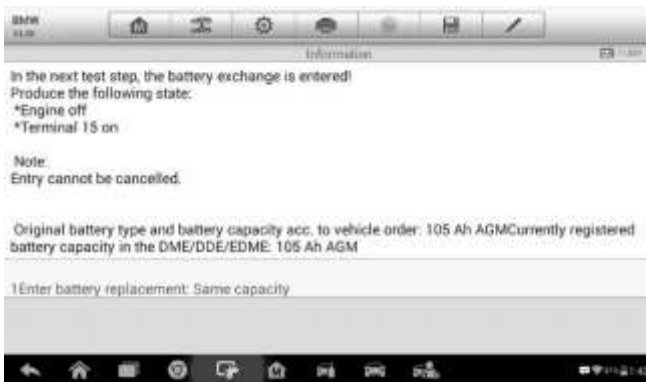 BMW
Information
In the next test step, the battery exchange is entered!
Produce the following state:
*Engine off
*Terminal 15 on
Note:
Entry cannot be cancelled.
Original battery type and battery capacity acc. to vehicle order: 105 Ah AGMCurrently registered
battery capacity in the DME/DDE/EDME: 105 Ah AGM
1Enter battery replacement: Same capacity